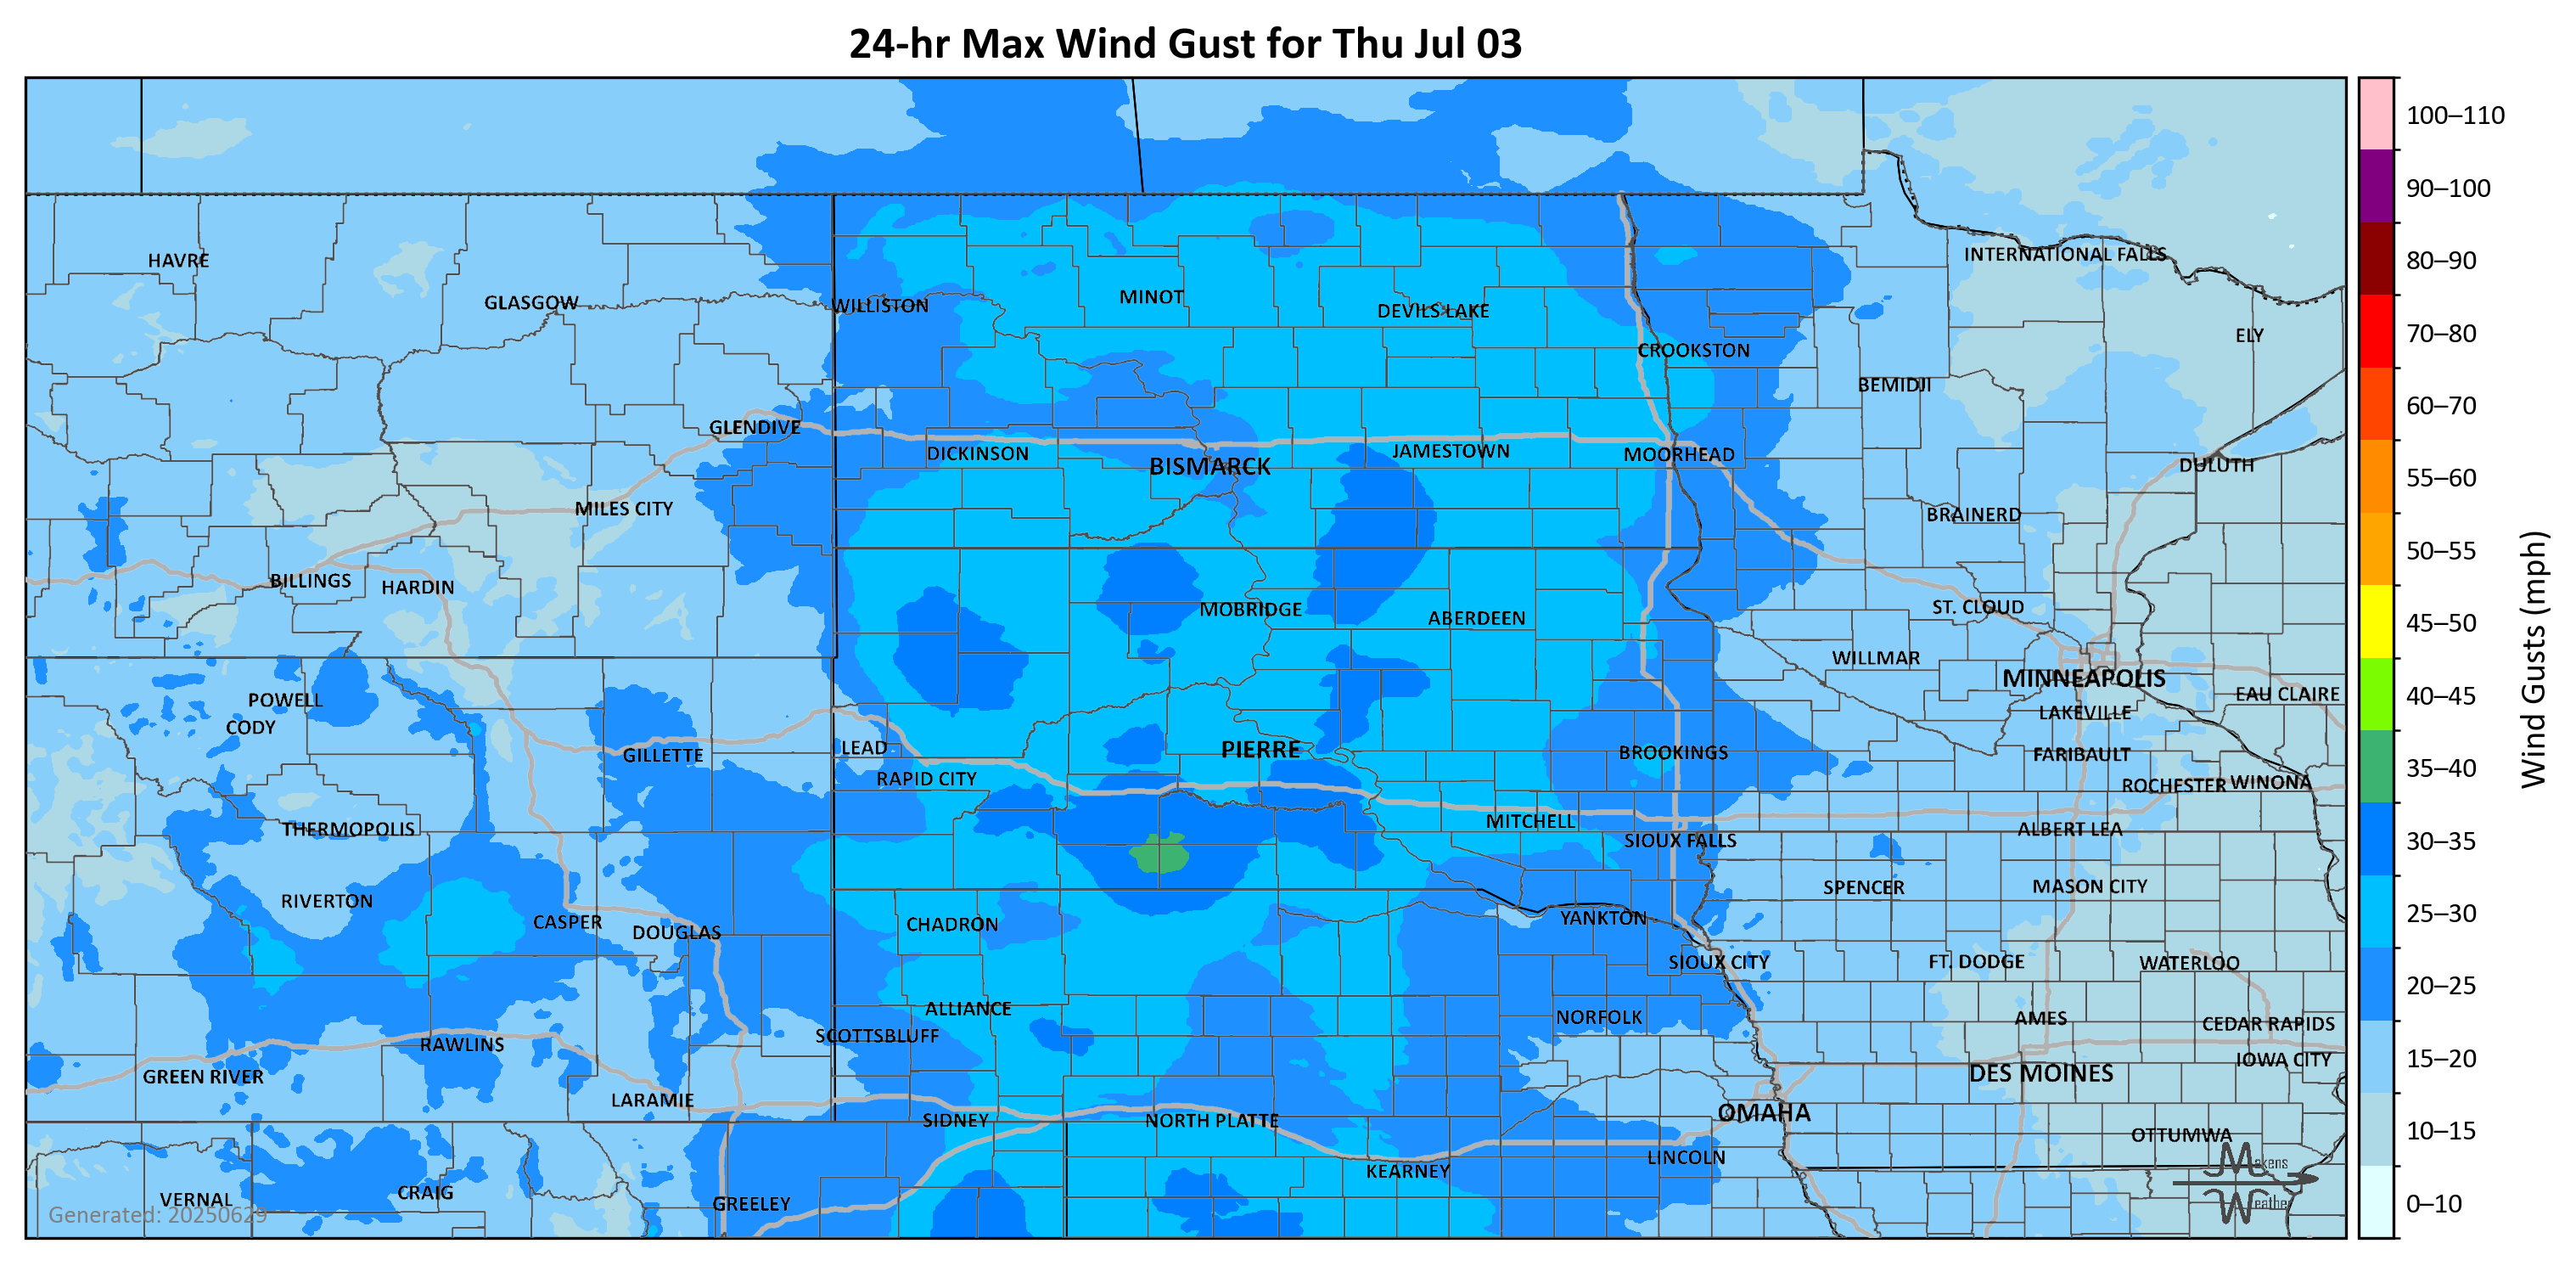 24-hr Max Wind Gust for Thu Jul 03
100–110
90–100
80–90
70–80
60–70
55–60
50–55
45–50
40–45
35–40
30–35
25–30
20–25
15–20
10–15
0–10
Wind Gusts (mph)
HAVRE
INTERNATIONAL FALLS
GLASGOW
WILLISTON
MINOT
DEVILS LAKE
ELY
CROOKSTON
BEMIDJI
GLENDIVE
DICKINSON
BISMARCK
JAMESTOWN
MOORHEAD
DULUTH
MILES CITY
BRAINERD
BILLINGS
HARDIN
MOBRIDGE
ABERDEEN
ST. CLOUD
WILLMAR
MINNEAPOLIS
EAU CLAIRE
POWELL
CODY
LAKEVILLE
GILLETTE
LEAD
PIERRE
BROOKINGS
FARIBAULT
RAPID CITY
ROCHESTER
WINONA
THERMOPOLIS
MITCHELL
SIOUX FALLS
ALBERT LEA
SPENCER
MASON CITY
RIVERTON
CASPER
DOUGLAS
CHADRON
YANKTON
SIOUX CITY
FT. DODGE
WATERLOO
ALLIANCE
NORFOLK
AMES
CEDAR RAPIDS
SCOTTSBLUFF
RAWLINS
IOWA CITY
GREEN RIVER
DES MOINES
LARAMIE
OMAHA
SIDNEY
NORTH PLATTE
OTTUMWA
LINCOLN
KEARNEY
VERNAL
CRAIG
GREELEY
Generated: 20250629
Makens
Weather